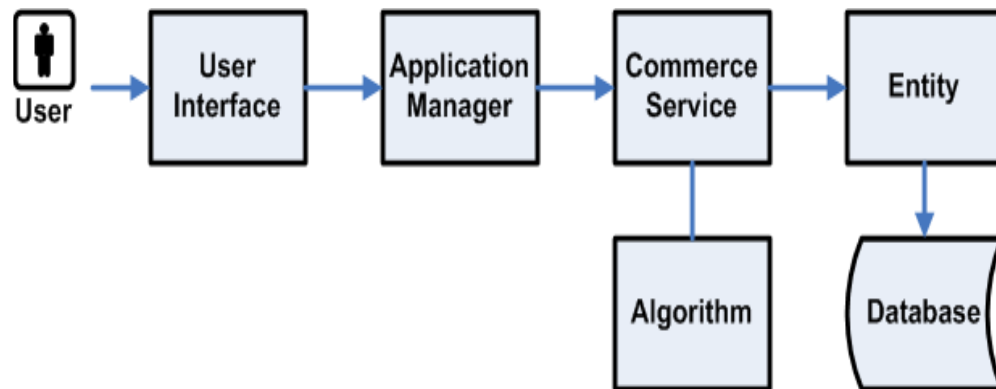 User
User
Interface
Application
Manager
Commerce
Service
Entity
Algorithm
Database